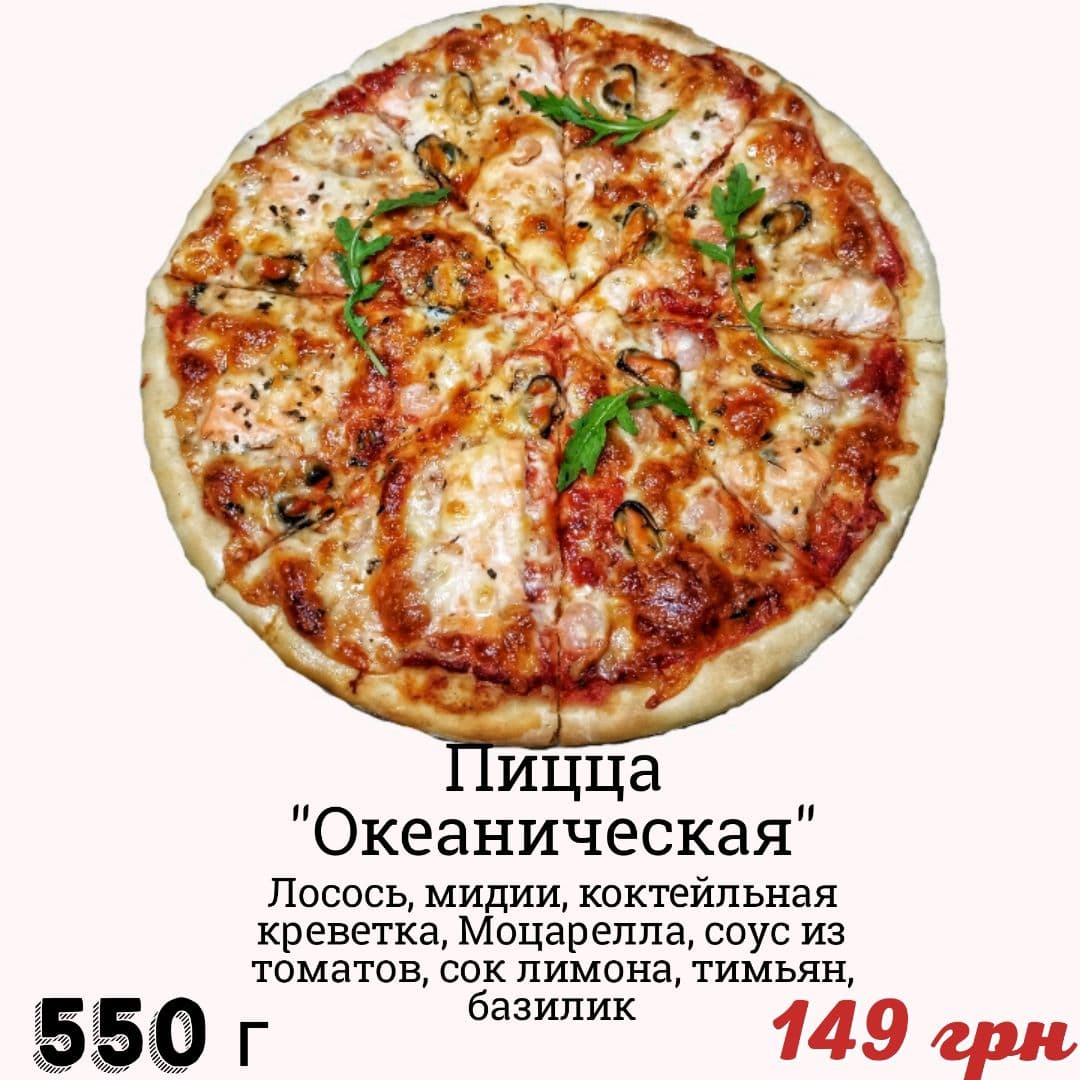 Пицца
"Океаническая"
Лосось, мидии, коктейльная
креветка, Моцарелла, соус из
томатов, сок лимона, тимьян,
базилик
550 г
149 грн